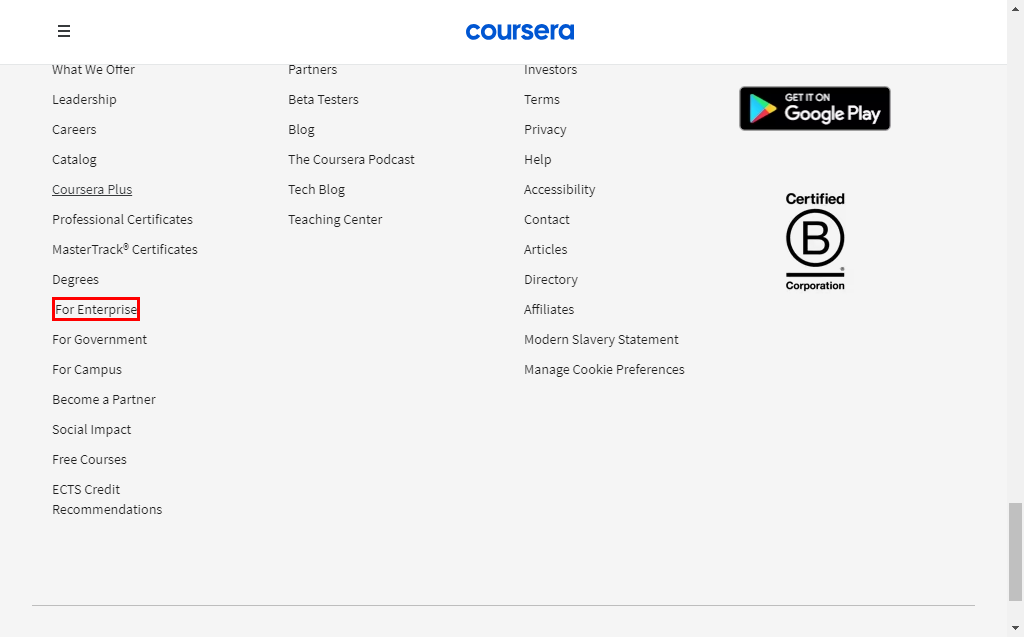 coursera
What We Offer
Leadership
Careers
Catalog
Coursera Plus
Professional Certificates
MasterTrack® Certificates
Degrees
For Enterprise
For Government
For Campus
Become a Partner
Social Impact
Free Courses
ECTS Credit
Recommendations
Partners
Beta Testers
Blog
The Coursera Podcast
Tech Blog
Teaching Center
Investors
Terms
Privacy
Help
Accessibility
Contact
Articles
Directory
Affiliates
Modern Slavery Statement
Manage Cookie Preferences
GET IT ON
Google Play
Certified
B
®
Corporation